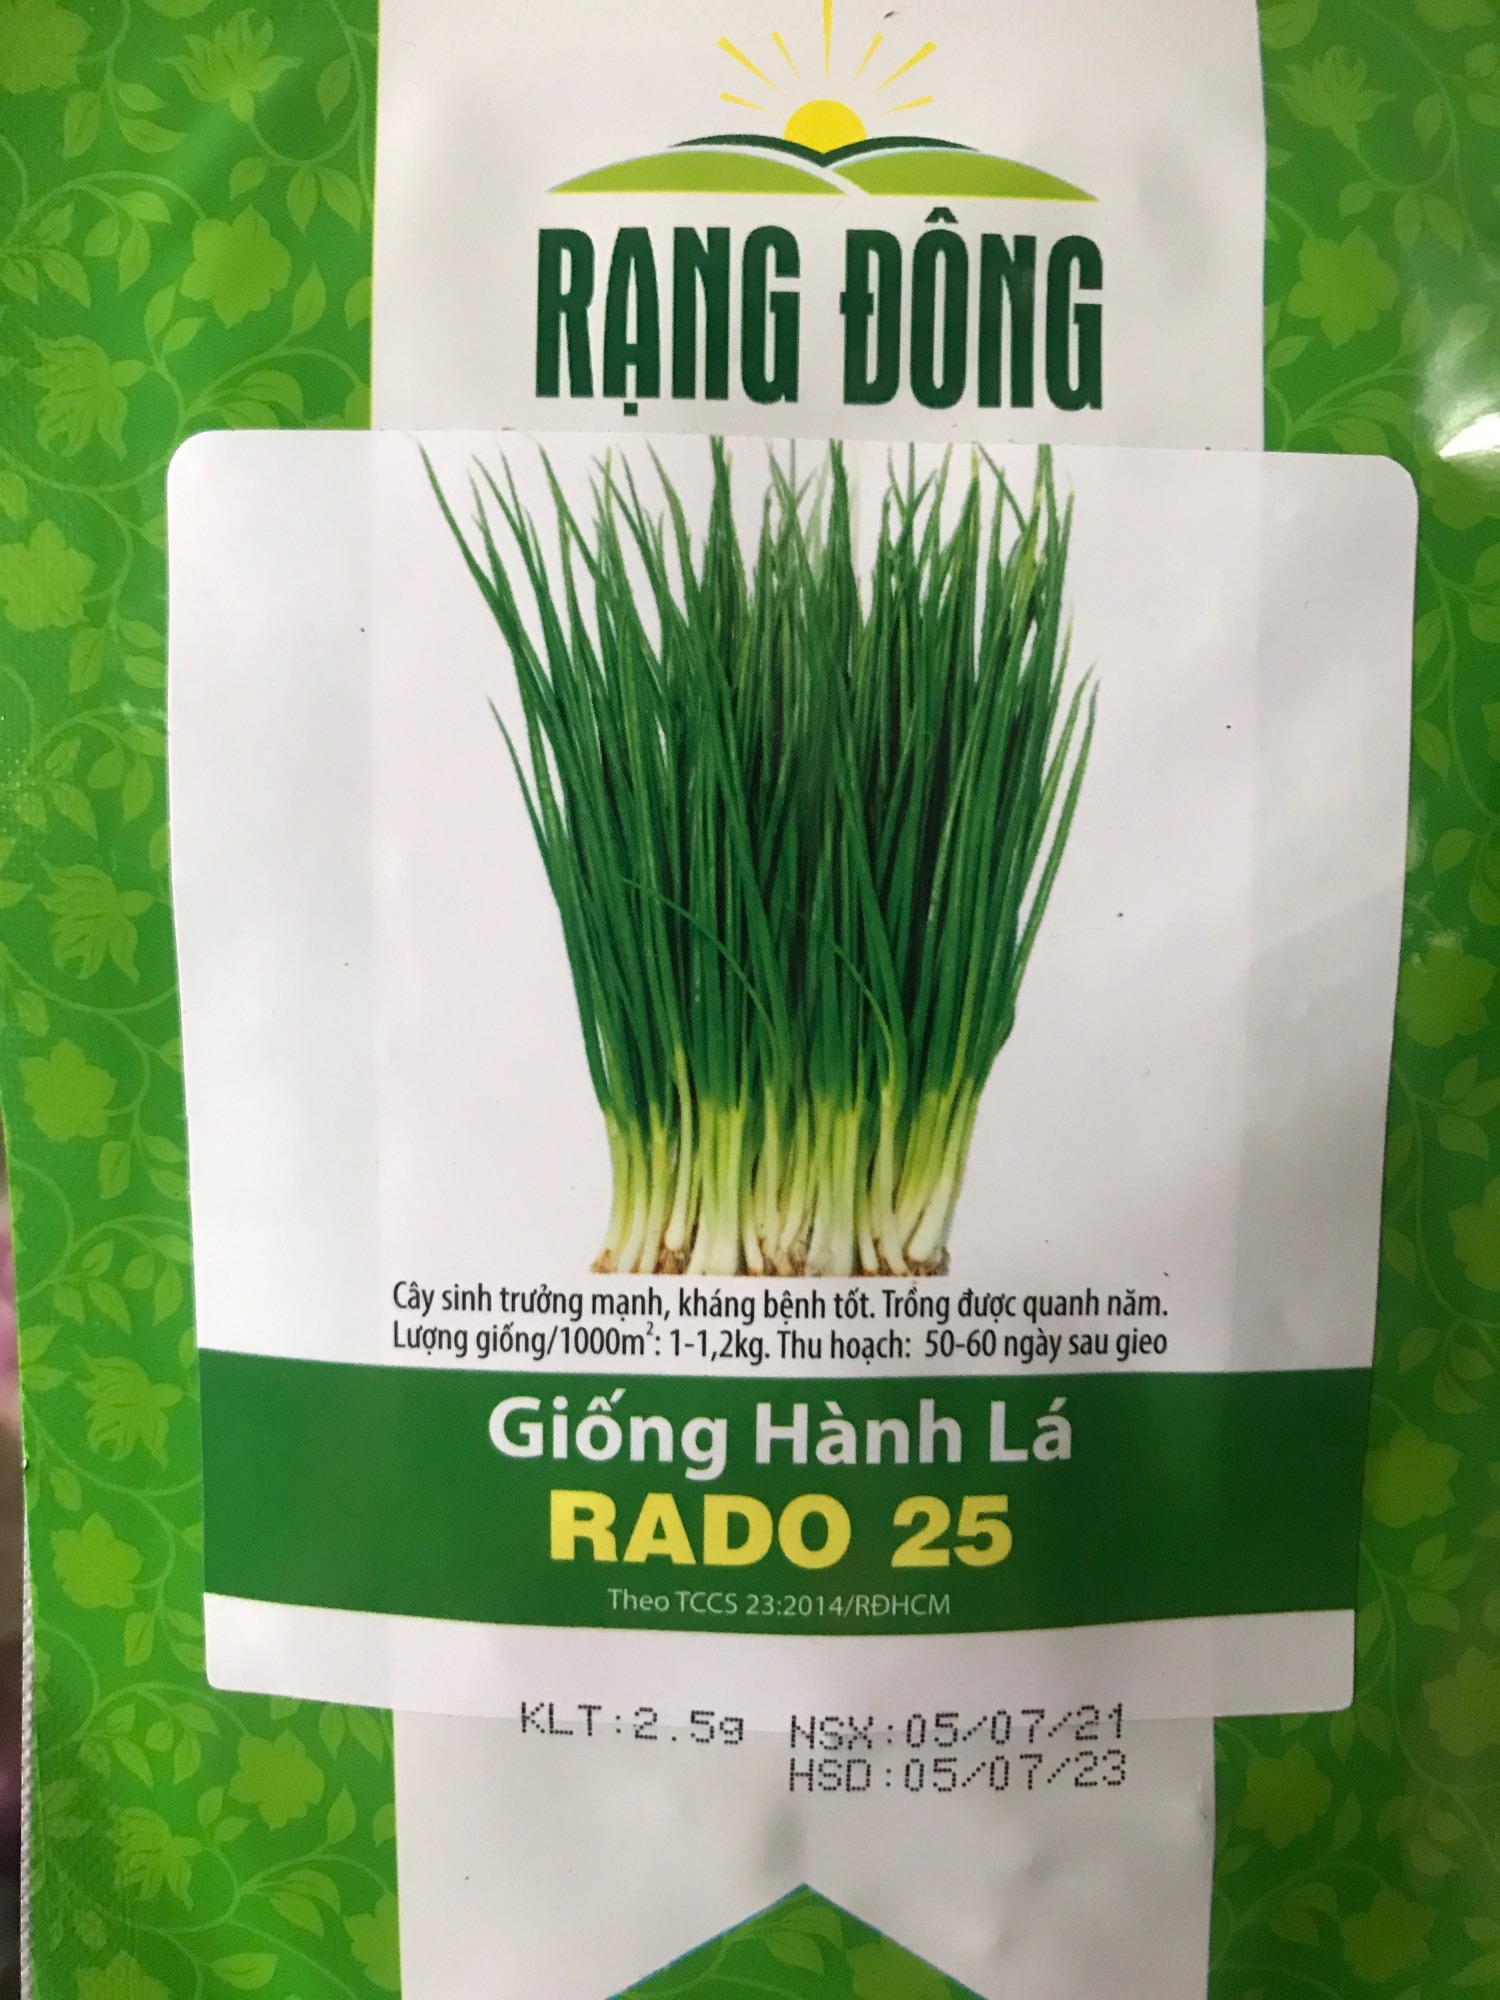 RẠNG ĐÔNG
Cây sinh trưởng mạnh, kháng bệnh tốt. Trồng được quanh năm.
Lượng giống/1000m²: 1-1,2kg. Thu hoạch: 50-60 ngày sau gieo
Giống Hành Lá
RADO 25
Theo TCCS 23:2014/RĐHCM
KLT:2.5g NSX:05/07/21
HSD:05/07/23